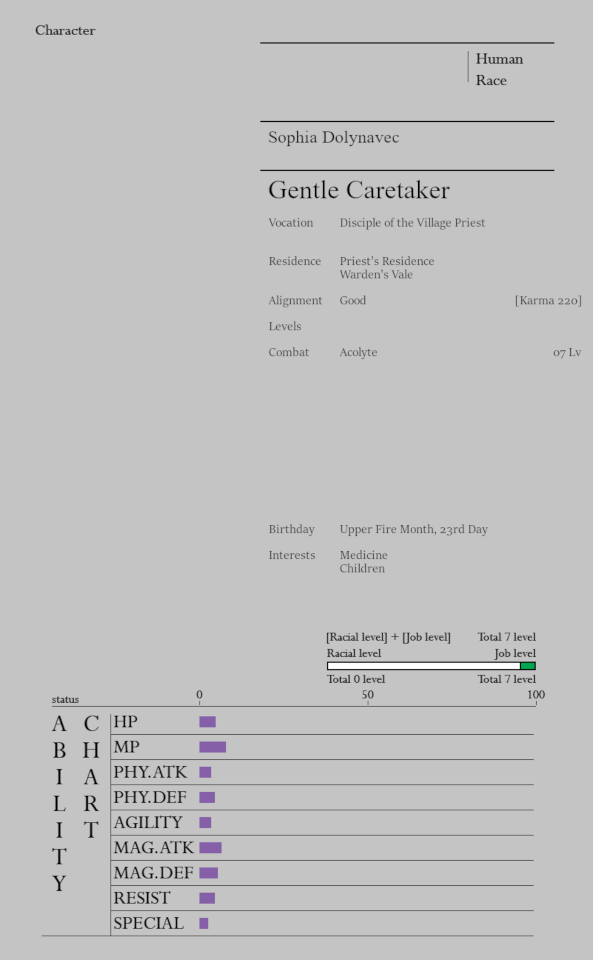 Character
Human
Race
Sophia Dolynavec
Gentle Caretaker
Vocation Disciple of the Village Priest
Residence Priest's Residence
Warden's Vale
Alignment Good [Karma 220]
Levels
Combat Acolyte 07 Lv
Birthday Upper Fire Month, 23rd Day
Interests Medicine
Children
[Racial level] + [Job level] Total 7 level
Racial level Job level
Total 0 level Total 7 level
status 0 50 100
ABILITY CHART
HP
MP
PHY.ATK
PHY.DEF
AGILITY
MAG.ATK
MAG.DEF
RESIST
SPECIAL